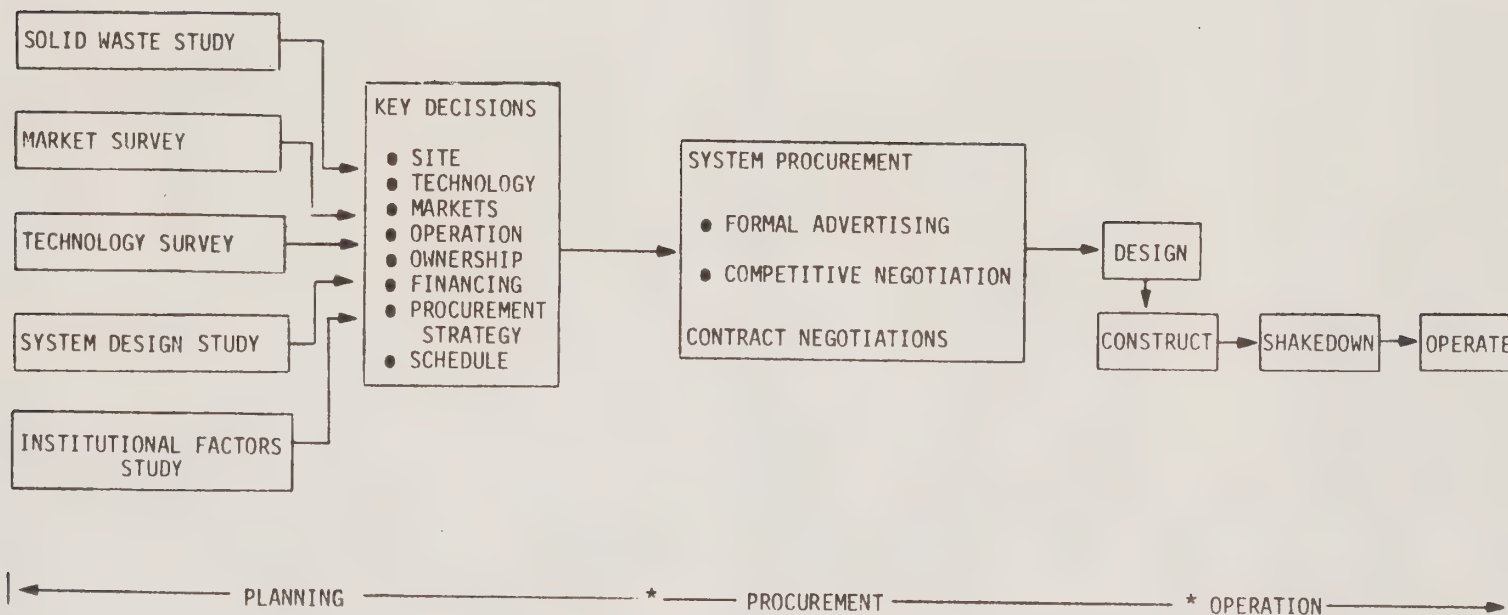 SOLID WASTE STUDY
MARKET SURVEY
TECHNOLOGY SURVEY
SYSTEM DESIGN STUDY
INSTITUTIONAL FACTORS
STUDY
KEY DECISIONS
● SITE
● TECHNOLOGY
● MARKETS
● OPERATION
● OWNERSHIP
● FINANCING
● PROCUREMENT
STRATEGY
● SCHEDULE
SYSTEM PROCUREMENT
● FORMAL ADVERTISING
● COMPETITIVE NEGOTIATION
CONTRACT NEGOTIATIONS
DESIGN
CONSTRUCT
SHAKEDOWN
OPERATE
PLANNING * PROCUREMENT * OPERATION